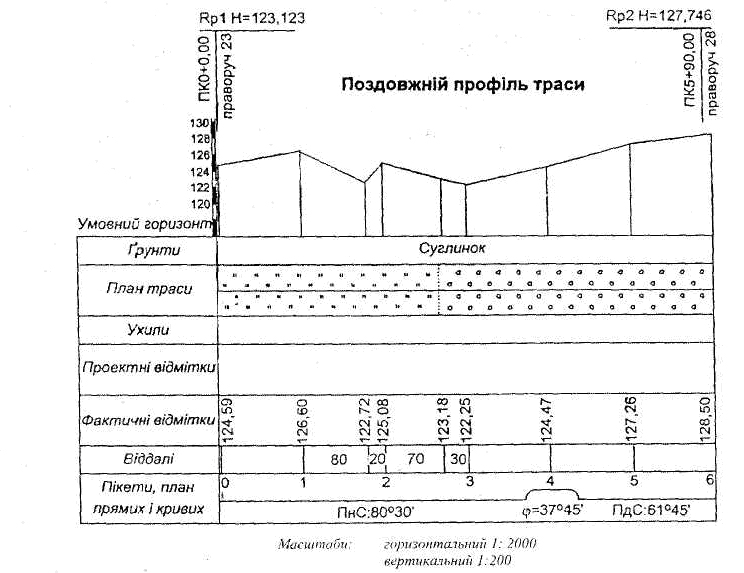 Rp1 H=123,123
Rp2 H=127,746
ПК0+0,00
праворуч 23
ПК5+90,00
праворуч 28
Поздовжній профіль траси
130
128
126
124
122
120
Умовний горизонт
Ґрунти
Суглинок
План траси
Ухили
Проектні відмітки
Фактичні відмітки
124,59
126,60
122,72
125,08
123,18
122,25
124,47
127,26
128,50
Віддалі
80
20
70
30
Пікети, план
прямих і кривих
0
1
2
3
4
5
6
ПнС:80°30'
φ=37°45'
ПдС:61°45'
Масштаби: горизонтальний 1: 2000
вертикальний 1:200